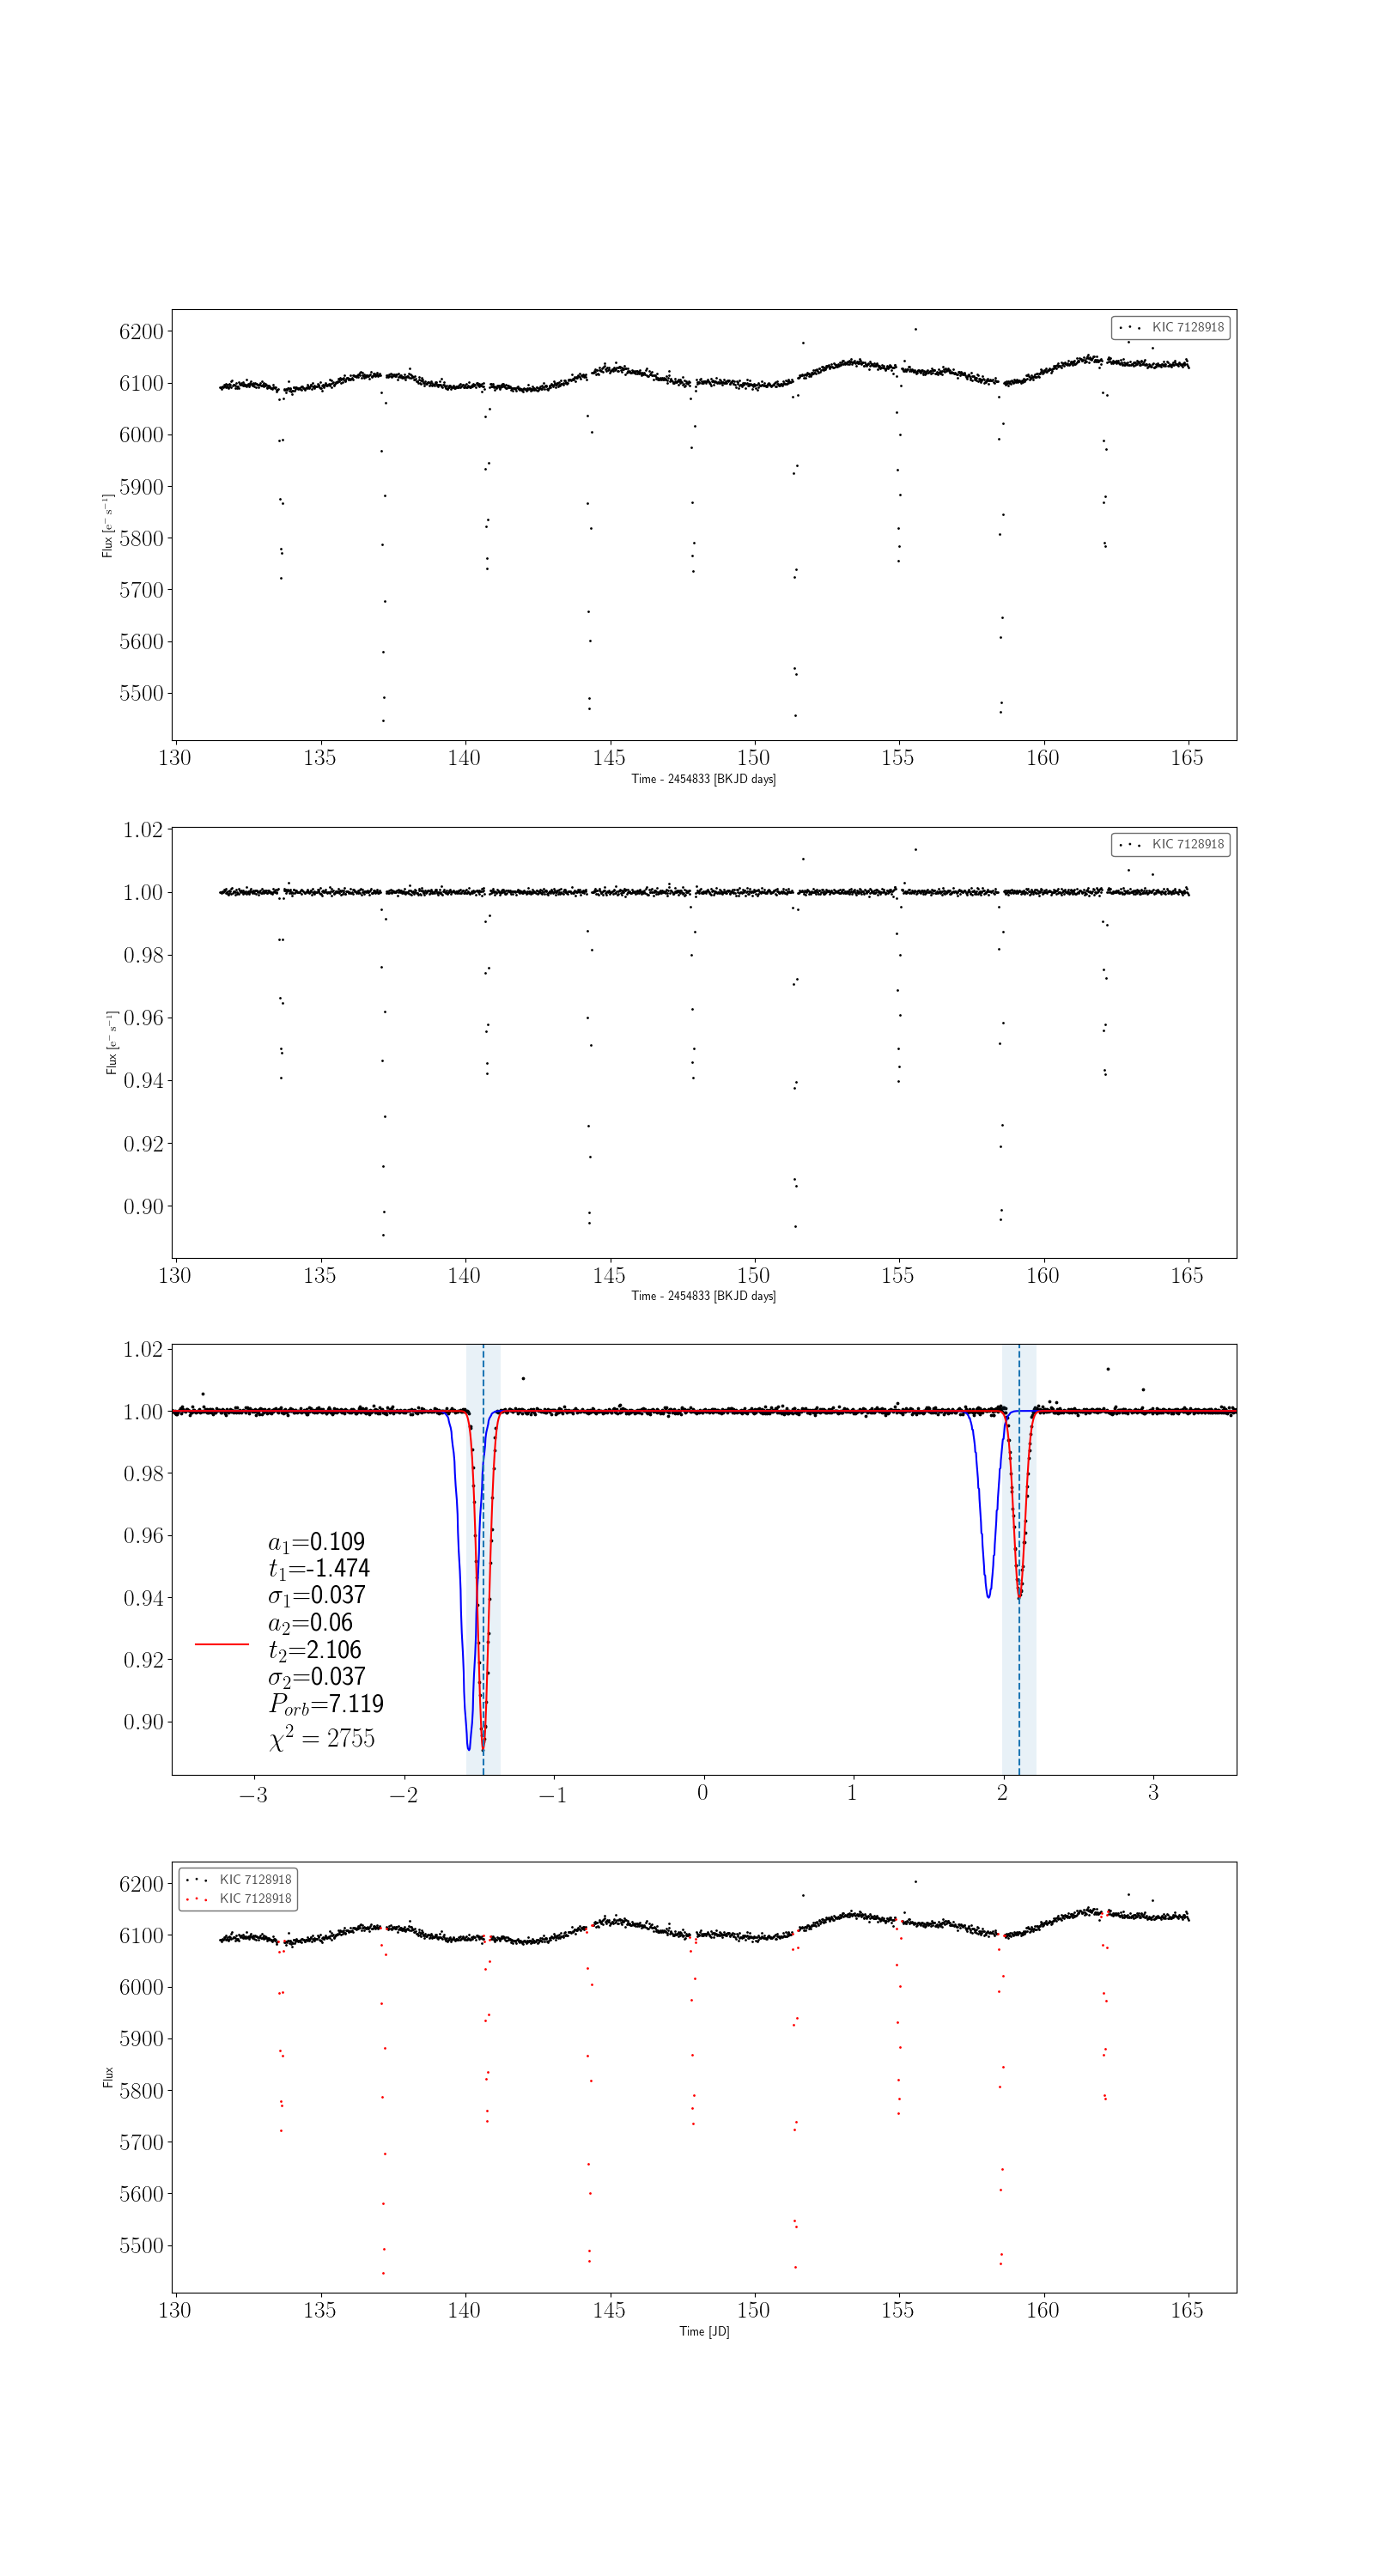 KIC 7128918
6200
6100
6000
5900
5800
5700
5600
5500
Flux [e⁻ s⁻¹]
130 135 140 145 150 155 160 165
Time - 2454833 [BKJD days]
KIC 7128918
1.02
1.00
0.98
0.96
0.94
0.92
0.90
Flux [e⁻ s⁻¹]
130 135 140 145 150 155 160 165
Time - 2454833 [BKJD days]
1.02
1.00
0.98
0.96
0.94
0.92
0.90
a₁=0.109
t₁=-1.474
σ₁=0.037
a₂=0.06
t₂=2.106
σ₂=0.037
P_orb=7.119
χ² = 2755
−3 −2 −1 0 1 2 3
KIC 7128918
KIC 7128918
6200
6100
6000
5900
5800
5700
5600
5500
Flux
130 135 140 145 150 155 160 165
Time [JD]